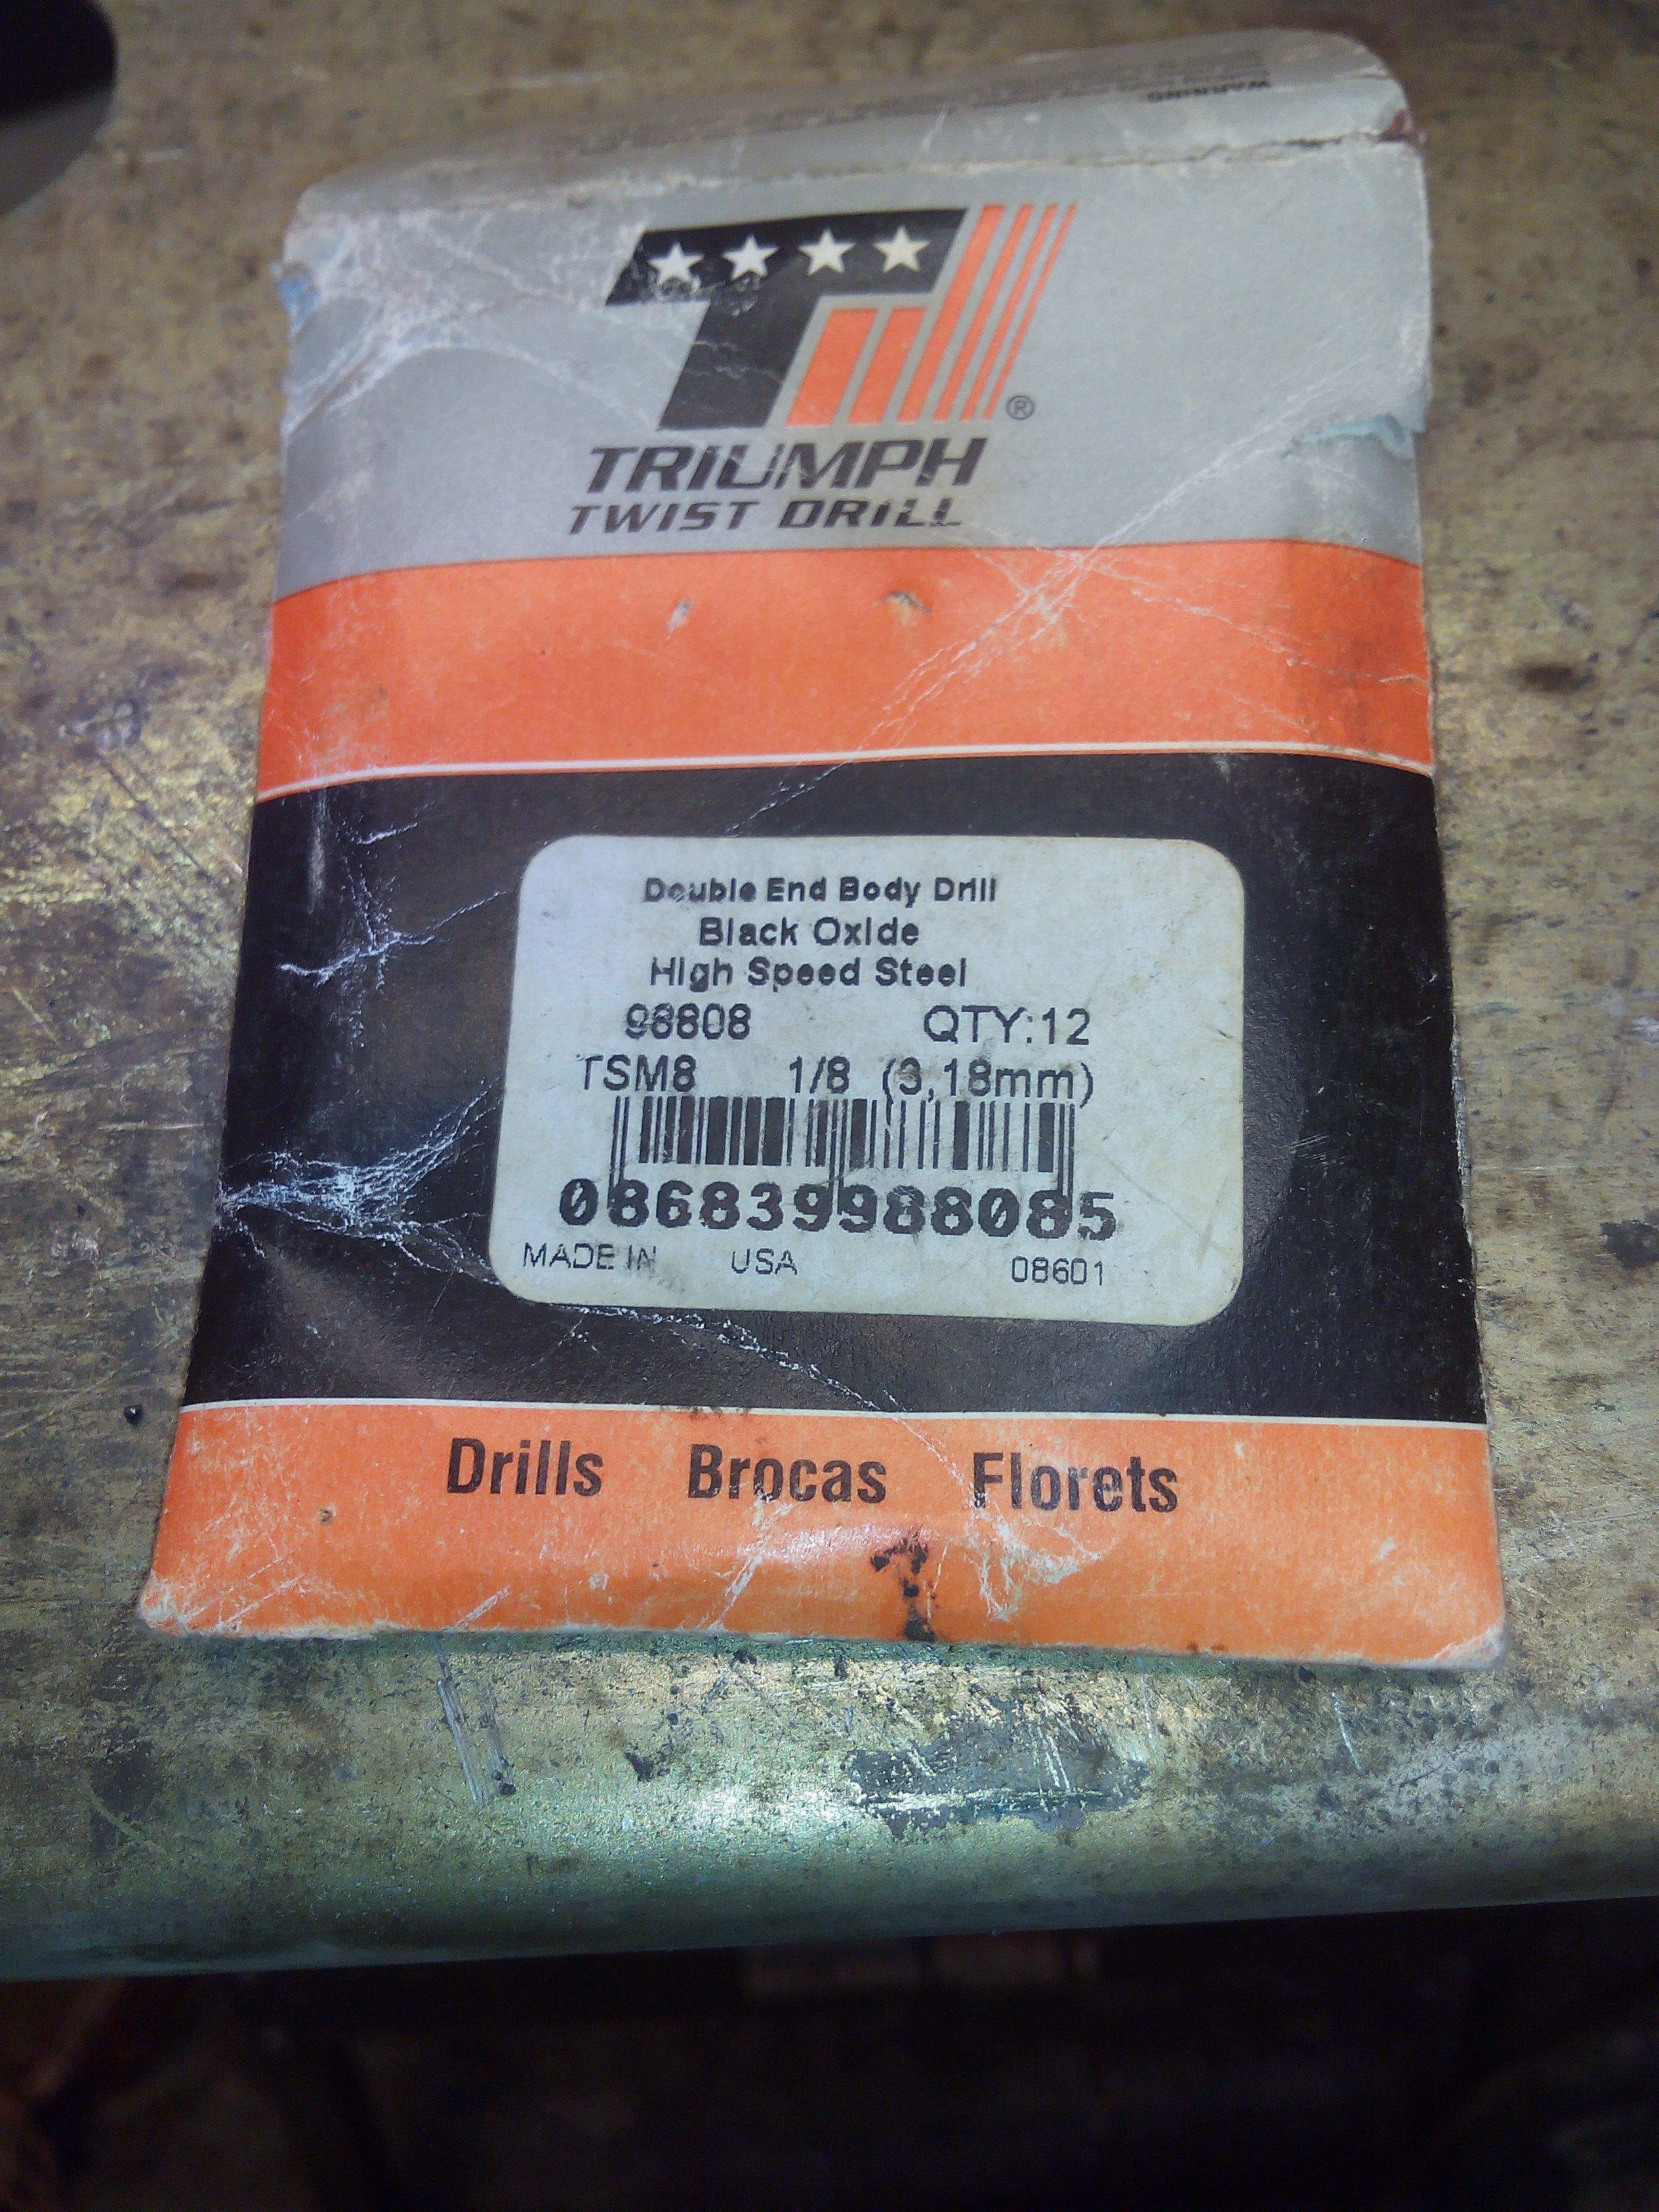 WARNING
®
TRIUMPH
TWIST DRILL
Double End Body Drill
Black Oxide
High Speed Steel
98808 QTY:12
TSM8 1/8 (3,18mm)
086839988085
MADE IN USA 08601
Drills Brocas Florets